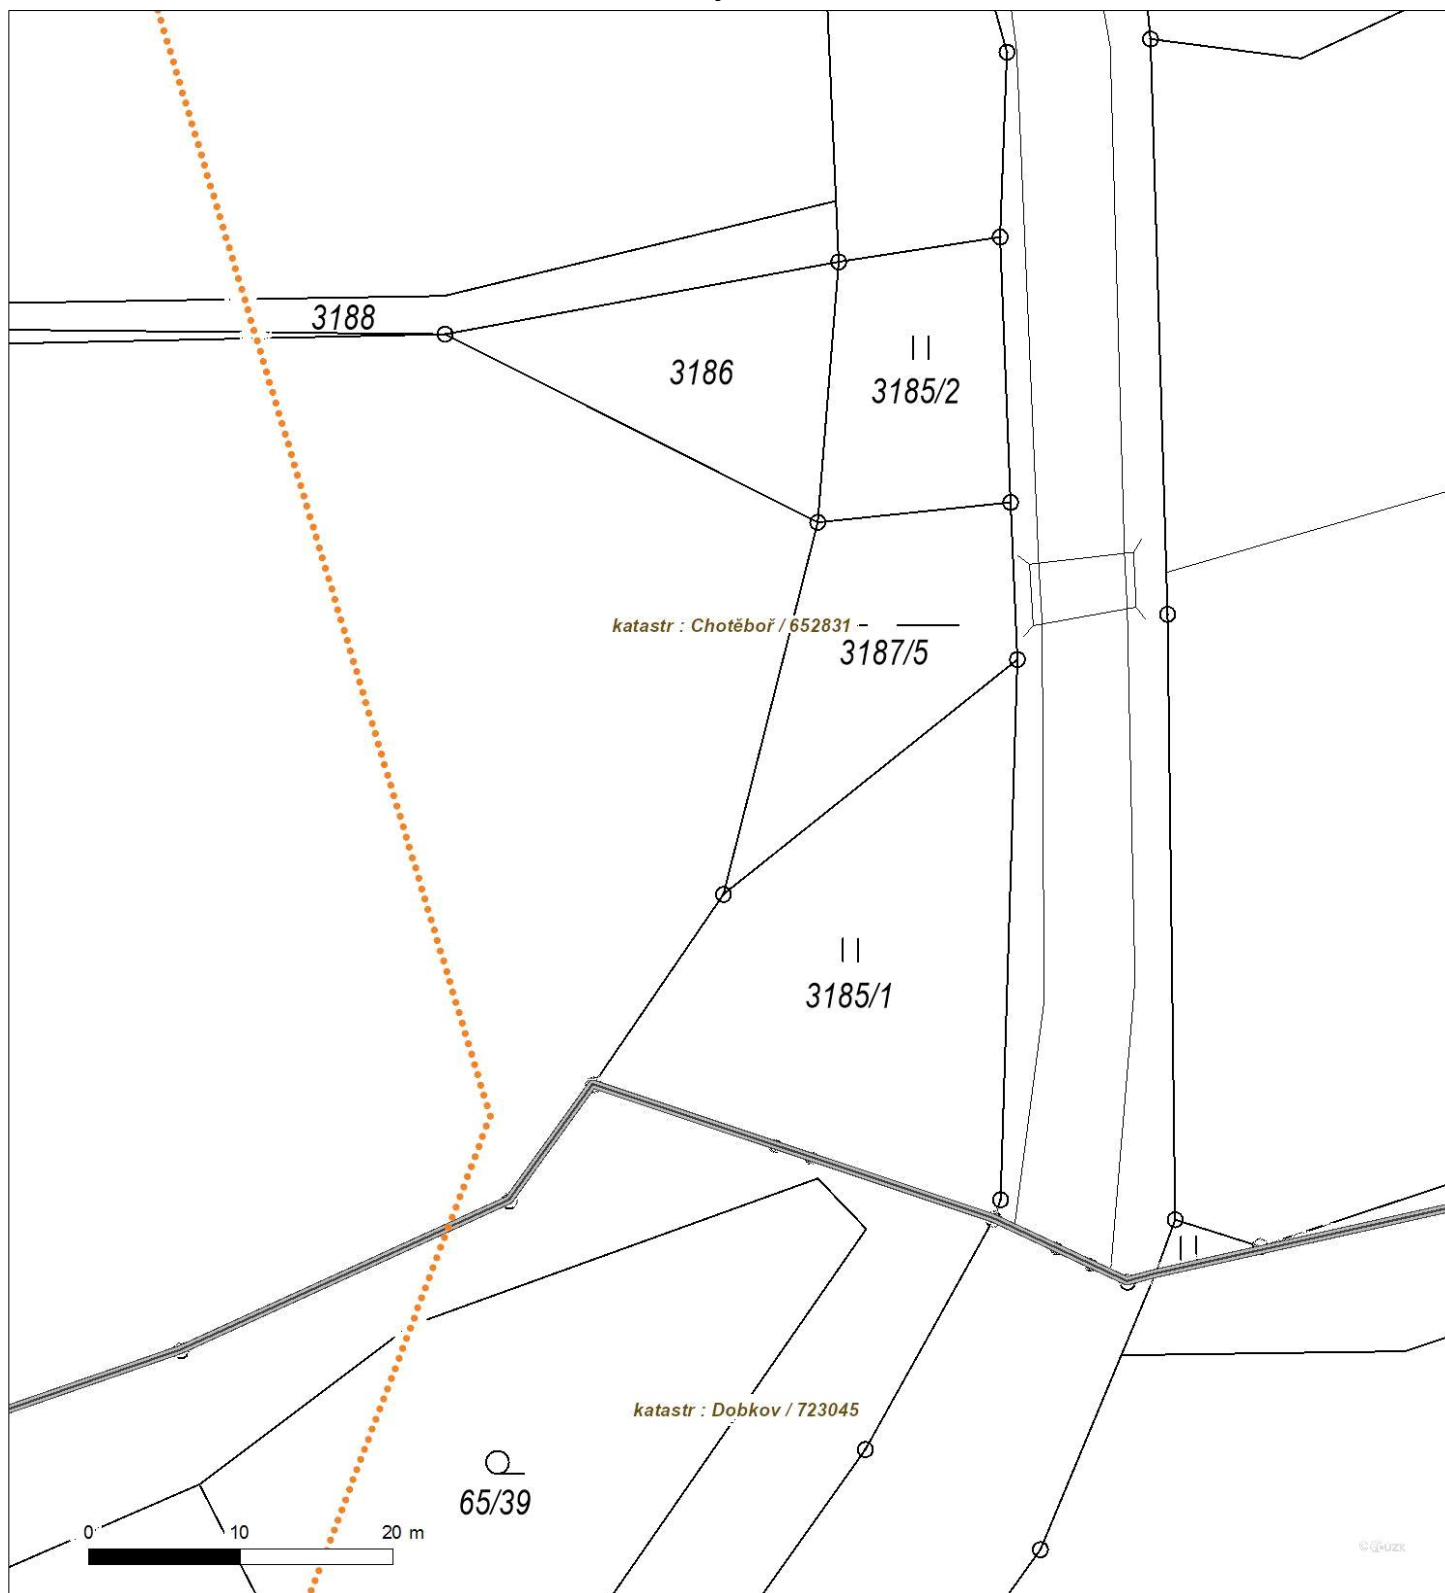 3188
3186
3185/2
katastr : Chotěboř / 652831
3187/5
3185/1
katastr : Dobkov / 723045
65/39
0 10 20 m